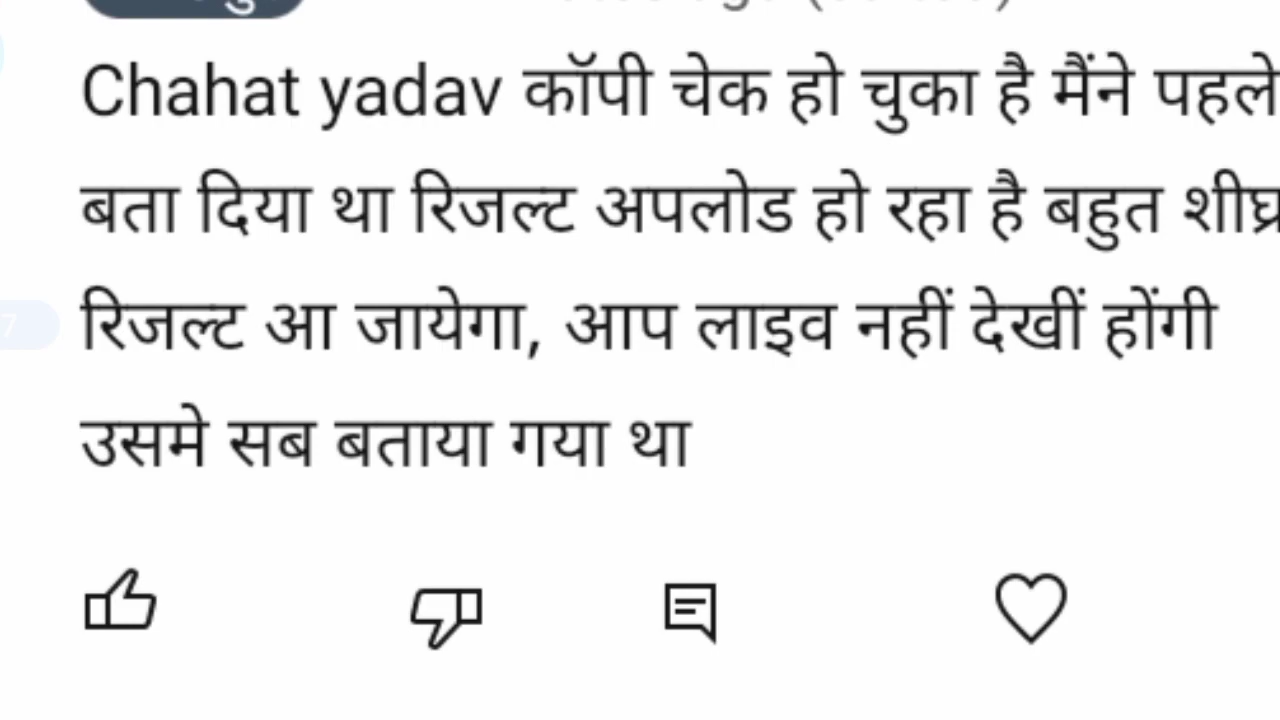 Chahat yadav कॉपी चेक हो चुका है मैंने पहले
बता दिया था रिजल्ट अपलोड हो रहा है बहुत शीघ्र
रिजल्ट आ जायेगा, आप लाइव नहीं देखीं होंगी
उसमे सब बताया गया था